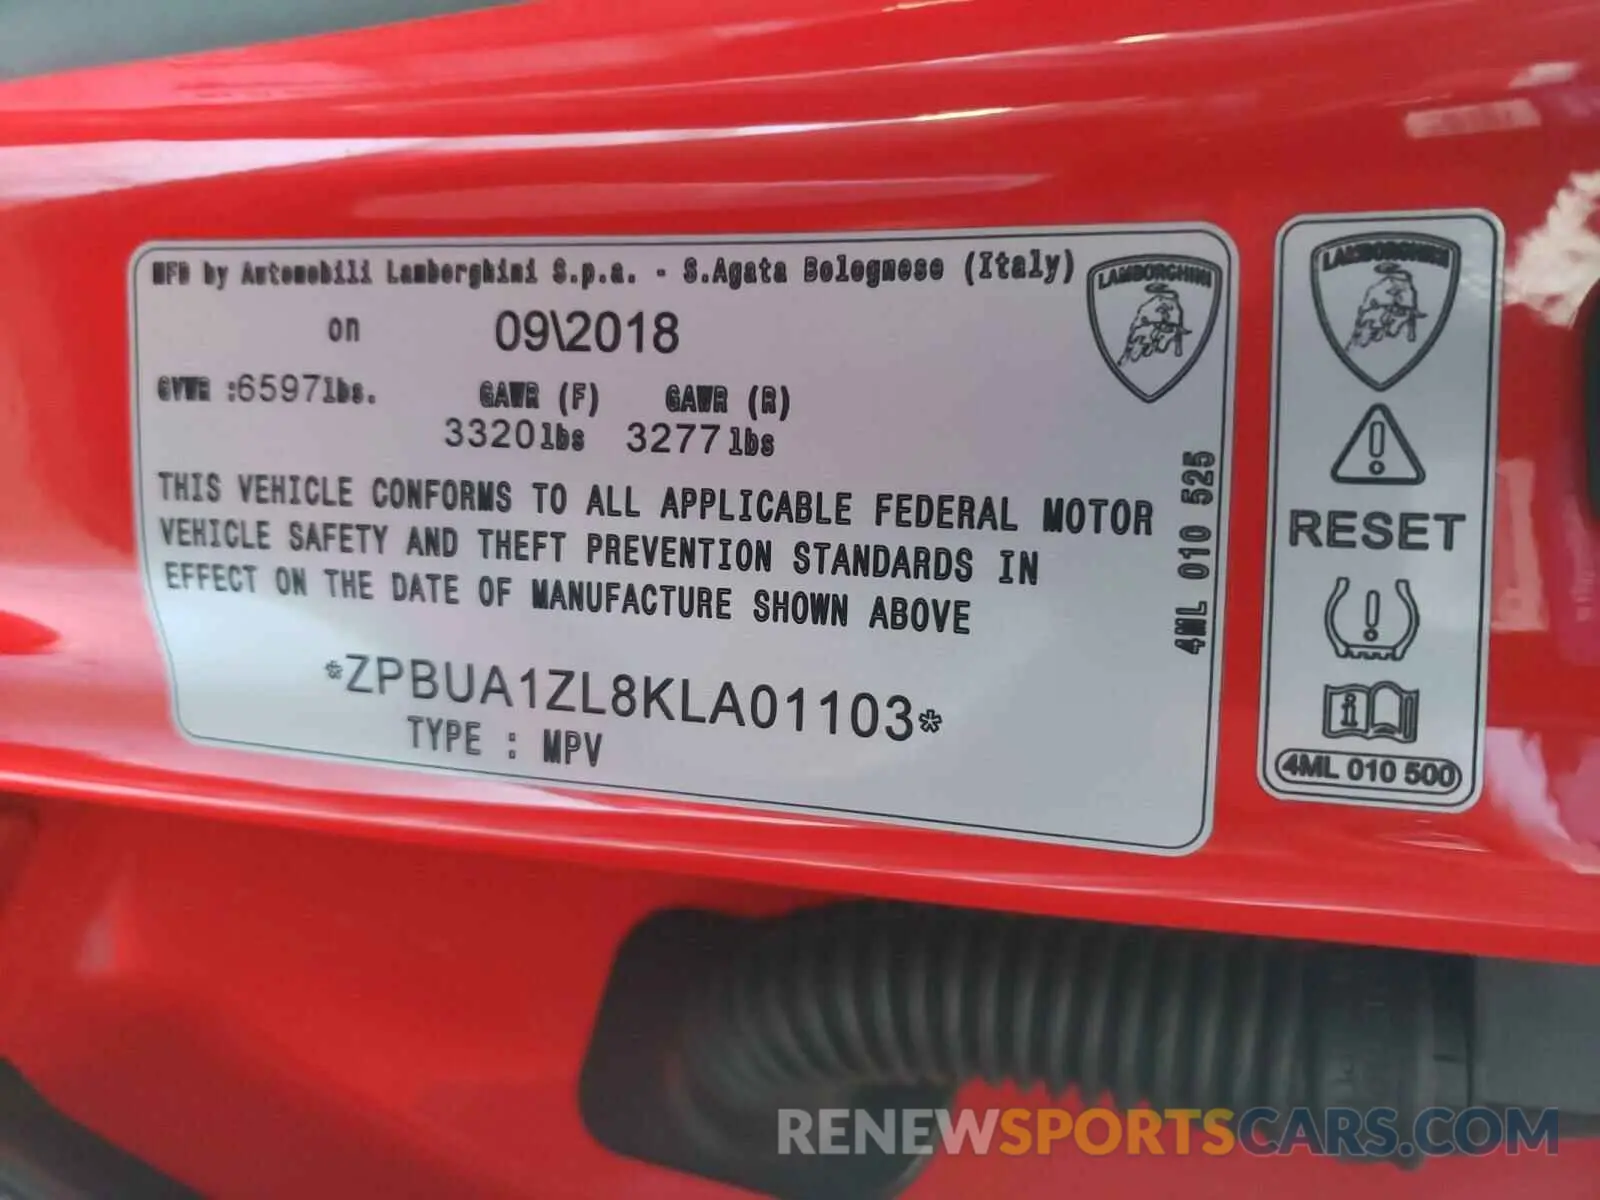 MFD by Automobili Lamborghini S.p.a. - S.Agata Bolognese (Italy)
on 09\2018
GVWR :6597lbs. GAWR (F) GAWR (R)
3320lbs 3277lbs
THIS VEHICLE CONFORMS TO ALL APPLICABLE FEDERAL MOTOR
VEHICLE SAFETY AND THEFT PREVENTION STANDARDS IN
EFFECT ON THE DATE OF MANUFACTURE SHOWN ABOVE
*ZPBUA1ZL8KLA01103*
TYPE : MPV
LAMBORGHINI
4ML 010 525
LAMBORGHINI
RESET
4ML 010 500
RENEWSPORTSCARS.COM